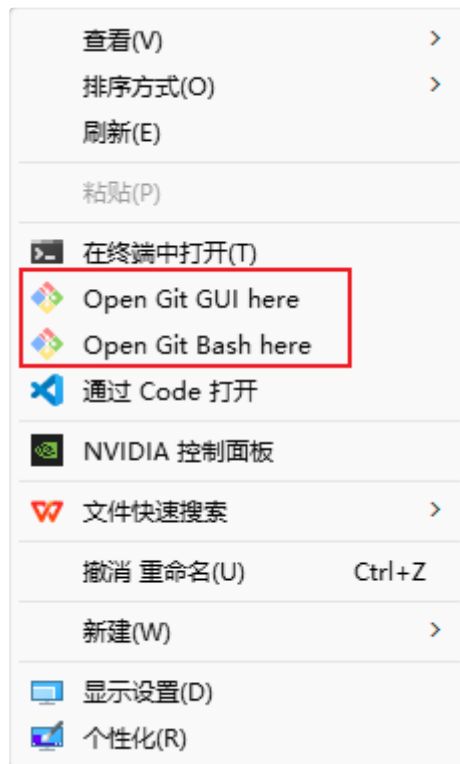 查看(V)
排序方式(O)
刷新(E)
粘贴(P)
在终端中打开(T)
Open Git GUI here
Open Git Bash here
通过 Code 打开
NVIDIA 控制面板
文件快速搜索
撤消 重命名(U) Ctrl+Z
新建(W)
显示设置(D)
个性化(R)